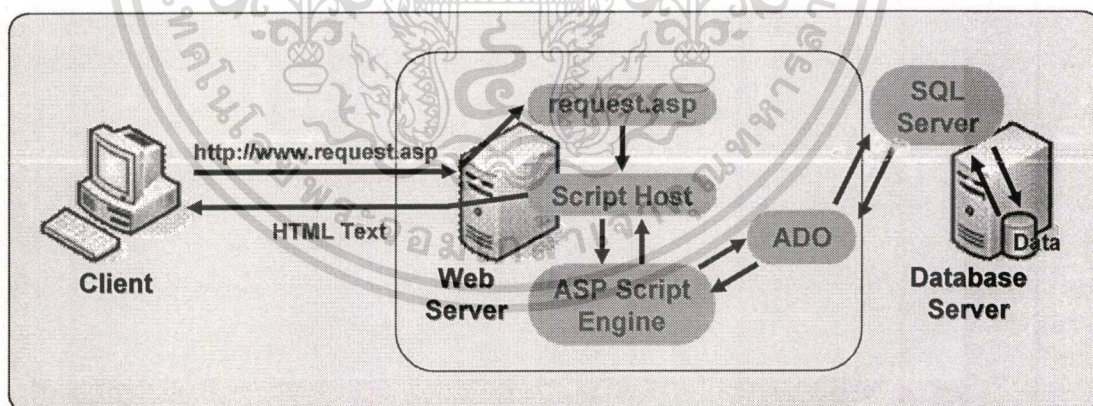 request.asp
SQL
Server
http://www.request.asp
Script Host
HTML Text
ADO
Data
Client
Web
Server
ASP Script
Engine
Database
Server